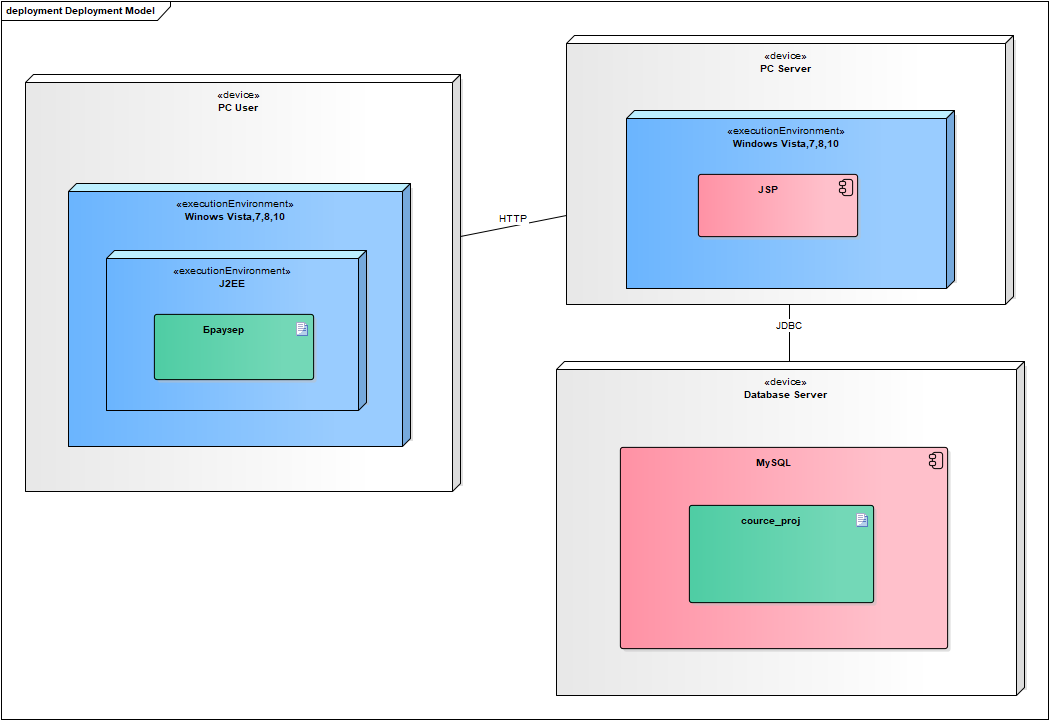 deployment Deployment Model
«device»
PC User
«executionEnvironment»
Winows Vista,7,8,10
«executionEnvironment»
J2EE
Браузер
HTTP
«device»
PC Server
«executionEnvironment»
Windows Vista,7,8,10
JSP
JDBC
«device»
Database Server
MySQL
cource_proj